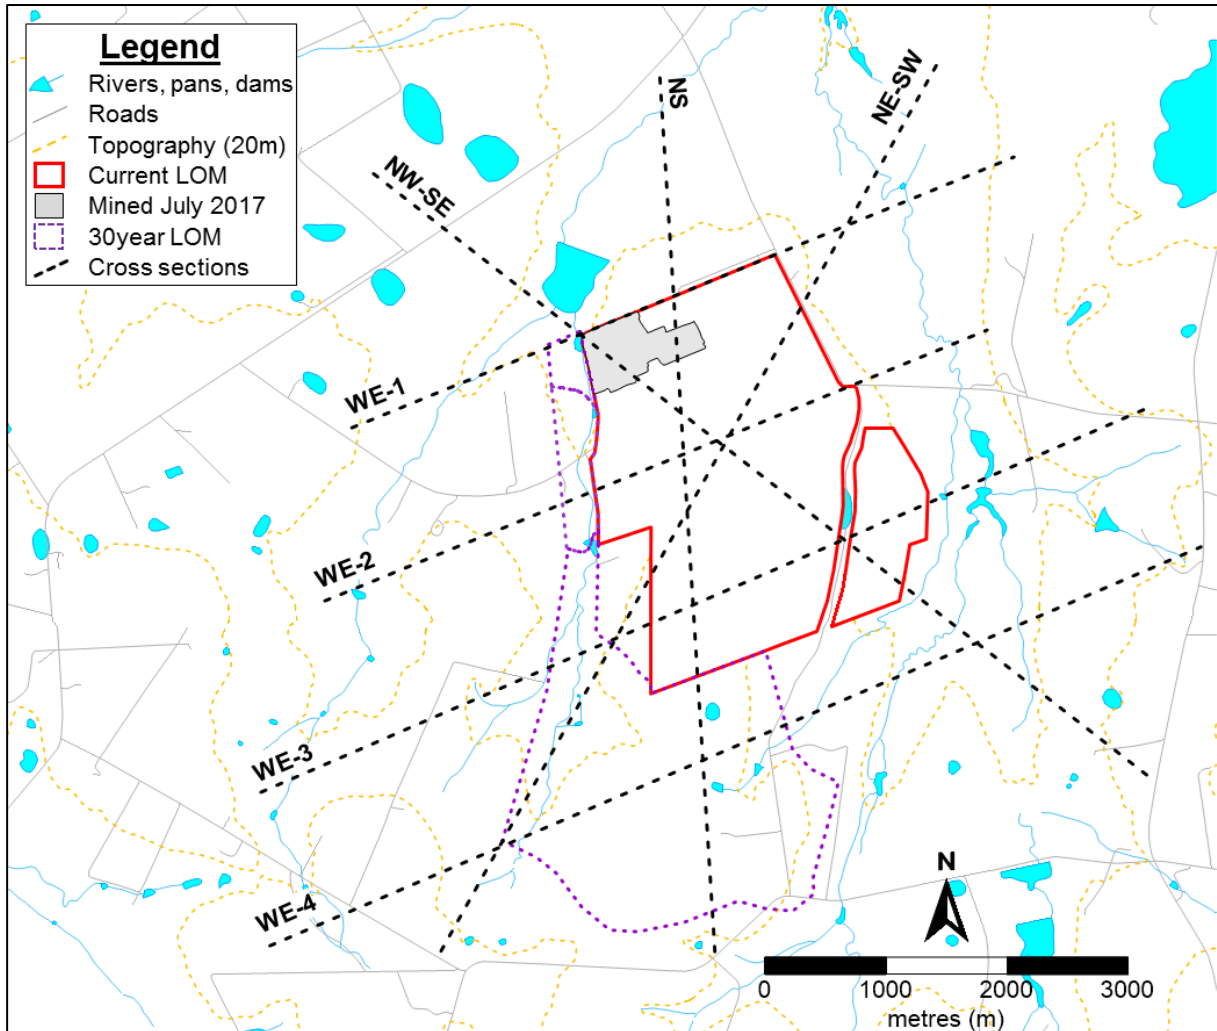 Legend
Rivers, pans, dams
Roads
Topography (20m)
Current LOM
Mined July 2017
30year LOM
Cross sections
NS
NE-SW
NW-SE
WE-1
WE-2
WE-3
WE-4
N
0 1000 2000 3000
metres (m)